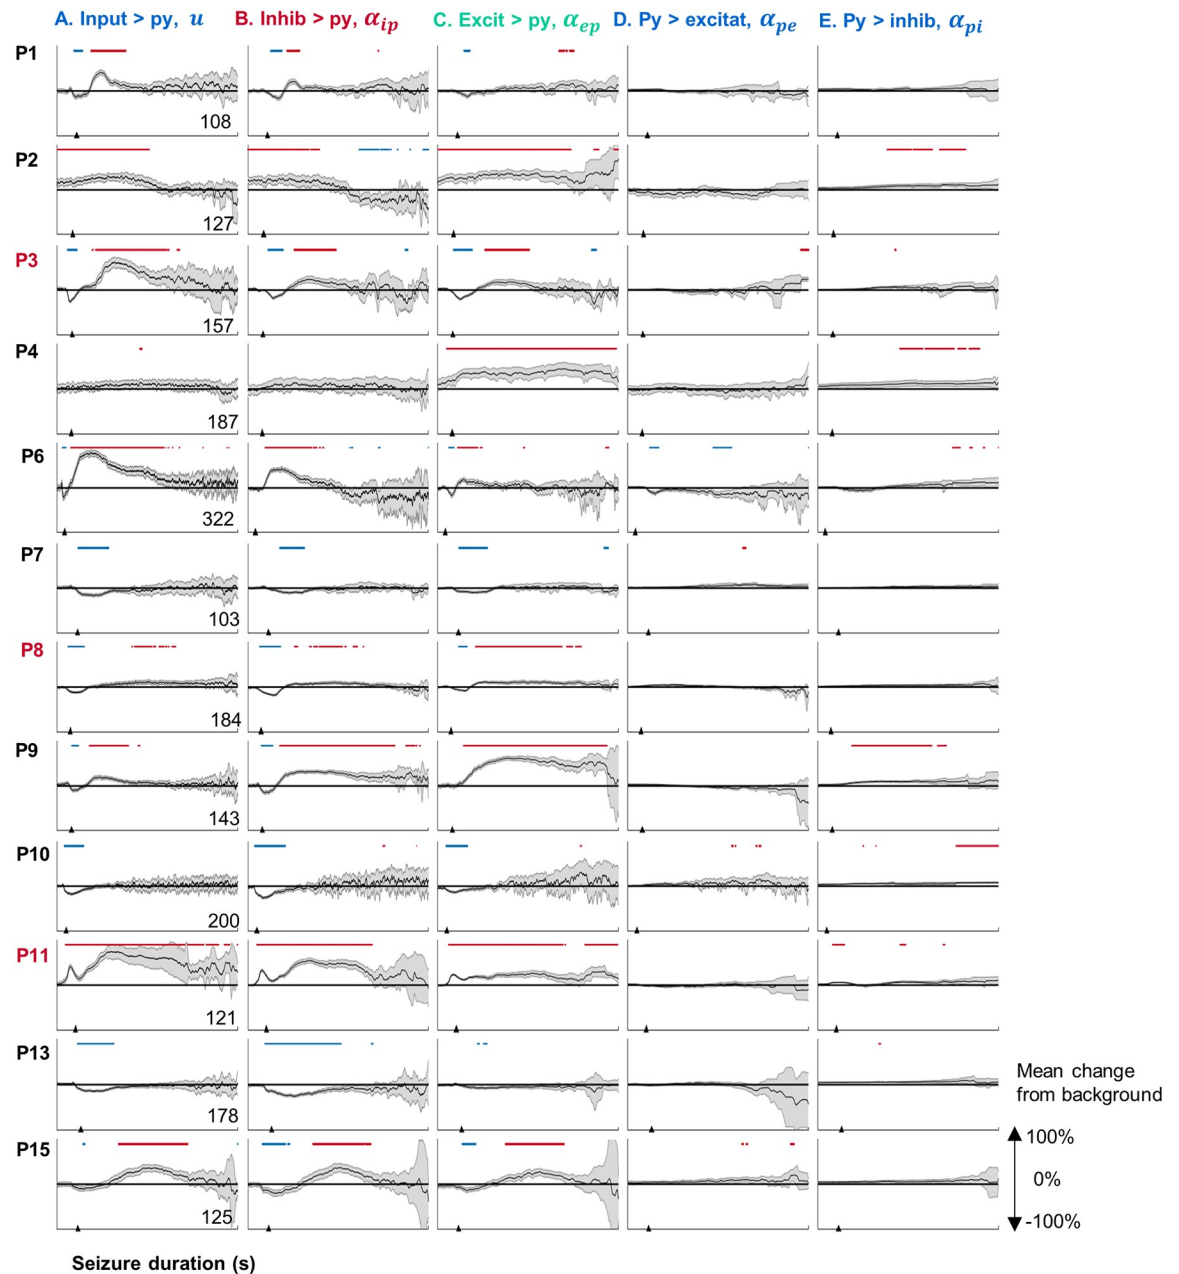 A. Input > py, u B. Inhib > py, αip C. Excit > py, αep D. Py > excitat, αpe E. Py > inhib, αpi
P1
108
P2
127
P3
157
P4
187
P6
322
P7
103
P8
184
P9
143
P10
200
P11
121
P13
178
Mean change
from background
P15
125
100%
0%
-100%
Seizure duration (s)